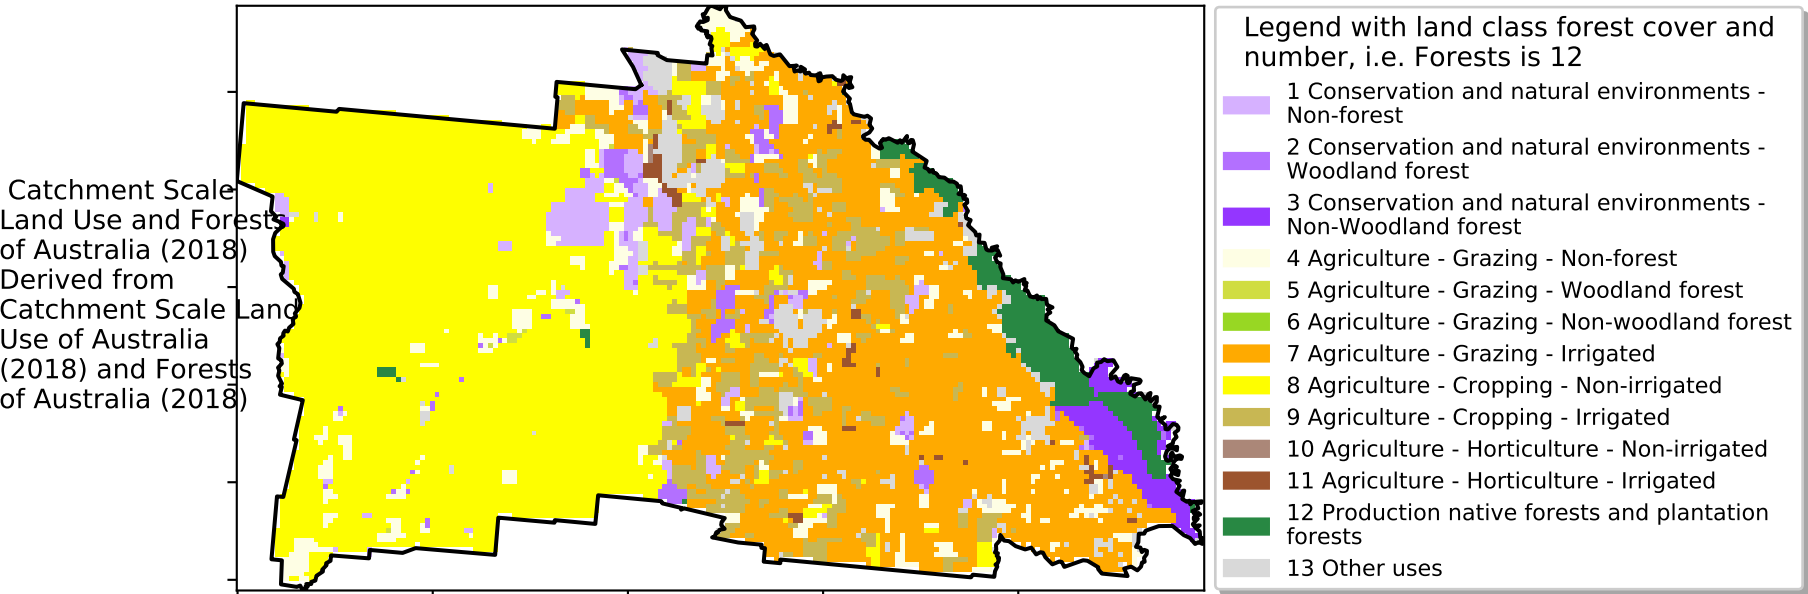 Catchment Scale
Land Use and Forests
of Australia (2018)
Derived from
Catchment Scale Land
Use of Australia
(2018) and Forests
of Australia (2018)
Legend with land class forest cover and
number, i.e. Forests is 12
1 Conservation and natural environments -
Non-forest
2 Conservation and natural environments -
Woodland forest
3 Conservation and natural environments -
Non-Woodland forest
4 Agriculture - Grazing - Non-forest
5 Agriculture - Grazing - Woodland forest
6 Agriculture - Grazing - Non-woodland forest
7 Agriculture - Grazing - Irrigated
8 Agriculture - Cropping - Non-irrigated
9 Agriculture - Cropping - Irrigated
10 Agriculture - Horticulture - Non-irrigated
11 Agriculture - Horticulture - Irrigated
12 Production native forests and plantation
forests
13 Other uses